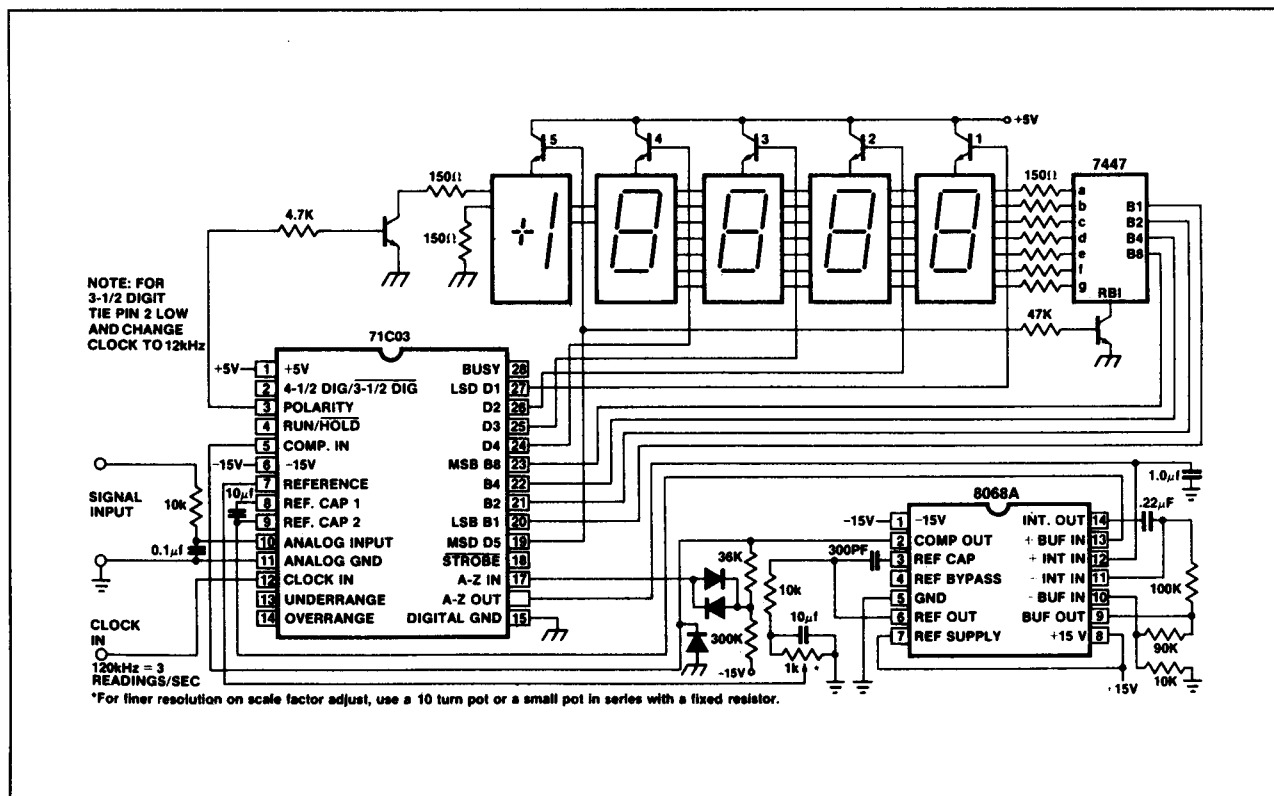 +5V
5
4
3
2
1
150Ω
4.7K
150Ω
150Ω
7447
a
b
c
d
e
f
g
B1
B2
B4
B8
RBI
47K
NOTE: FOR
3-1/2 DIGIT
TIE PIN 2 LOW
AND CHANGE
CLOCK TO 12kHz
71C03
+5V 1 +5V
2 4-1/2 DIG/3-1/2 DIG
3 POLARITY
4 RUN/HOLD
5 COMP. IN
-15V 6 -15V
7 REFERENCE
8 REF. CAP 1
9 REF. CAP 2
10 ANALOG INPUT
11 ANALOG GND
12 CLOCK IN
13 UNDERRANGE
14 OVERRANGE
BUSY 28
LSD D1 27
D2 26
D3 25
D4 24
MSB B8 23
B4 22
B2 21
LSB B1 20
MSD D5 19
STROBE 18
A-Z IN 17
A-Z OUT
DIGITAL GND 15
SIGNAL
INPUT
10k
10μf
0.1μf
CLOCK
IN
120kHz = 3
READINGS/SEC
36K
300K
-15V
10k
300PF
10μf
1k *
8068A
-15V 1 -15V
2 COMP OUT
3 REF CAP
4 REF BYPASS
5 GND
6 REF OUT
7 REF SUPPLY
INT. OUT 14
+ BUF IN 13
+ INT IN 12
- INT IN 11
- BUF IN 10
BUF OUT 9
+15 V 8
1.0μf
.22μF
100K
90K
10K
+15V
*For finer resolution on scale factor adjust, use a 10 turn pot or a small pot in series with a fixed resistor.